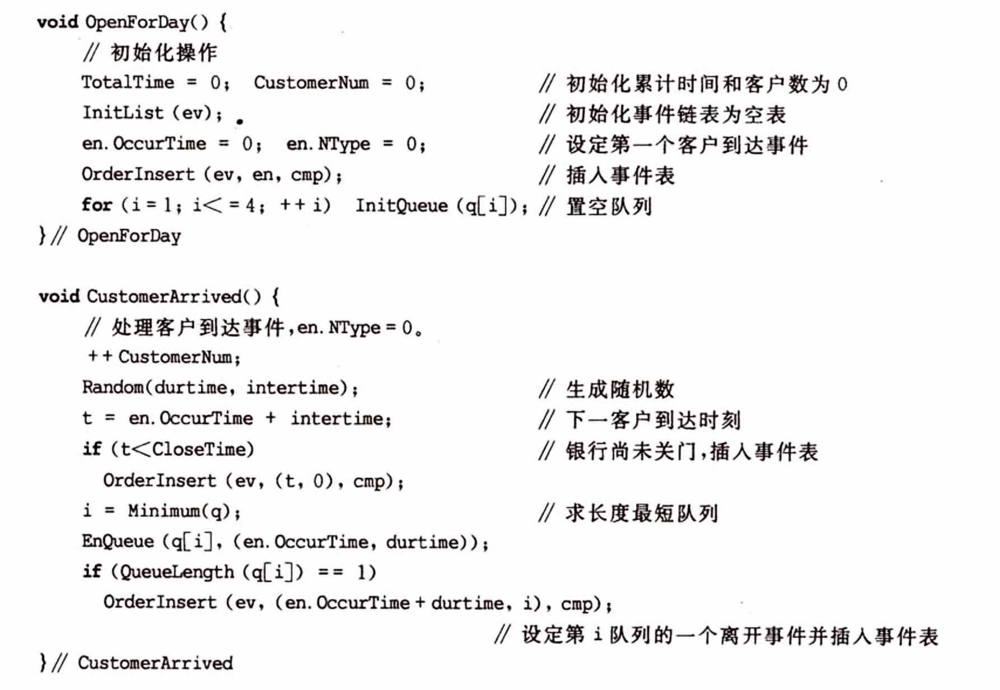 void OpenForDay() {
// 初始化操作
TotalTime = 0; CustomerNum = 0; // 初始化累计时间和客户数为 0
InitList (ev); // 初始化事件链表为空表
en.OccurTime = 0; en.NType = 0; // 设定第一个客户到达事件
OrderInsert (ev, en, cmp); // 插入事件表
for (i = 1; i<= 4; ++ i) InitQueue (q[i]); // 置空队列
} // OpenForDay
void CustomerArrived() {
// 处理客户到达事件,en.NType = 0。
++ CustomerNum;
Random(durtime, intertime); // 生成随机数
t = en.OccurTime + intertime; // 下一客户到达时刻
if (t<CloseTime) // 银行尚未关门,插入事件表
OrderInsert (ev, (t, 0), cmp);
i = Minimum(q); // 求长度最短队列
EnQueue (q[i], (en.OccurTime, durtime));
if (QueueLength (q[i]) == 1)
OrderInsert (ev, (en.OccurTime + durtime, i), cmp);
// 设定第 i 队列的一个离开事件并插入事件表
} // CustomerArrived